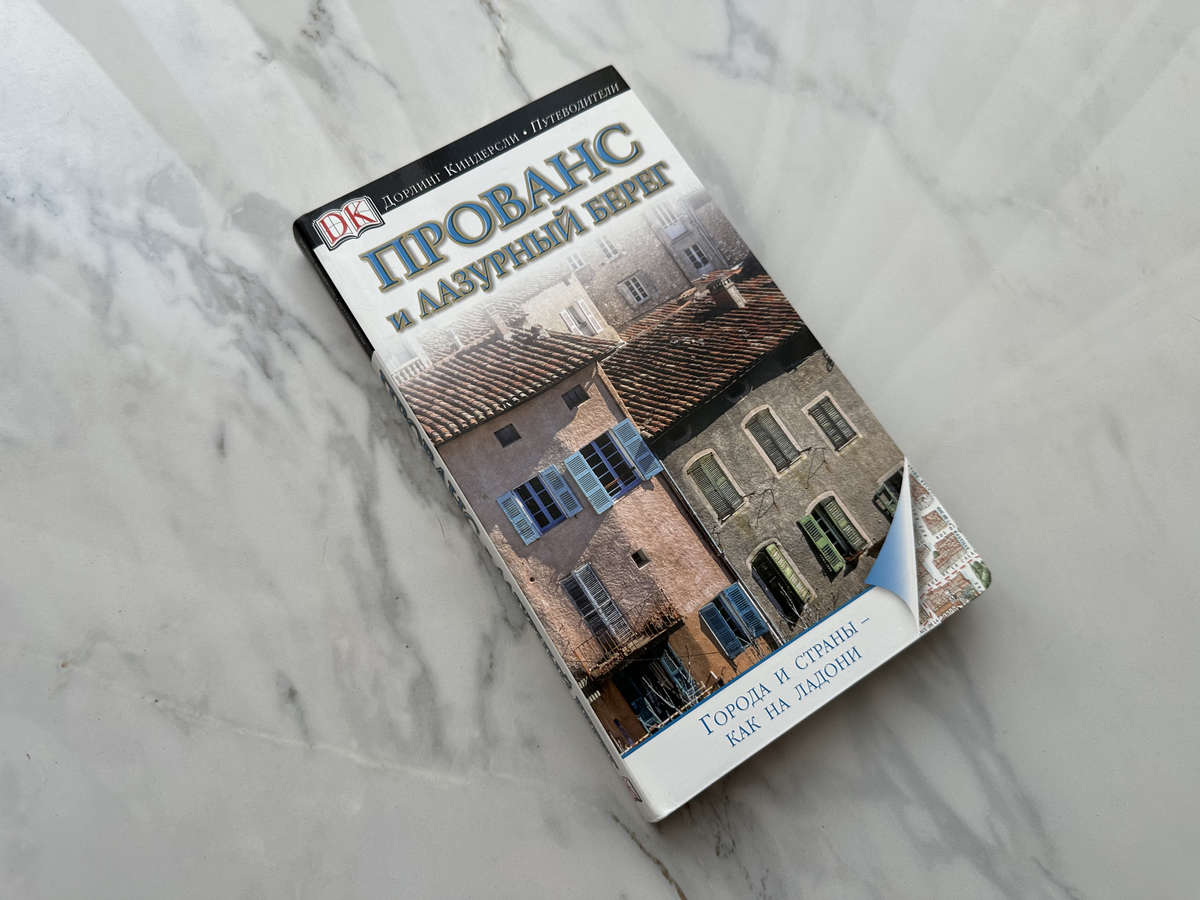 DK
Дорлинг Киндерсли • Путеводители
ПРОВАНС
и ЛАЗУРНЫЙ БЕРЕГ
Города и страны –
как на ладони